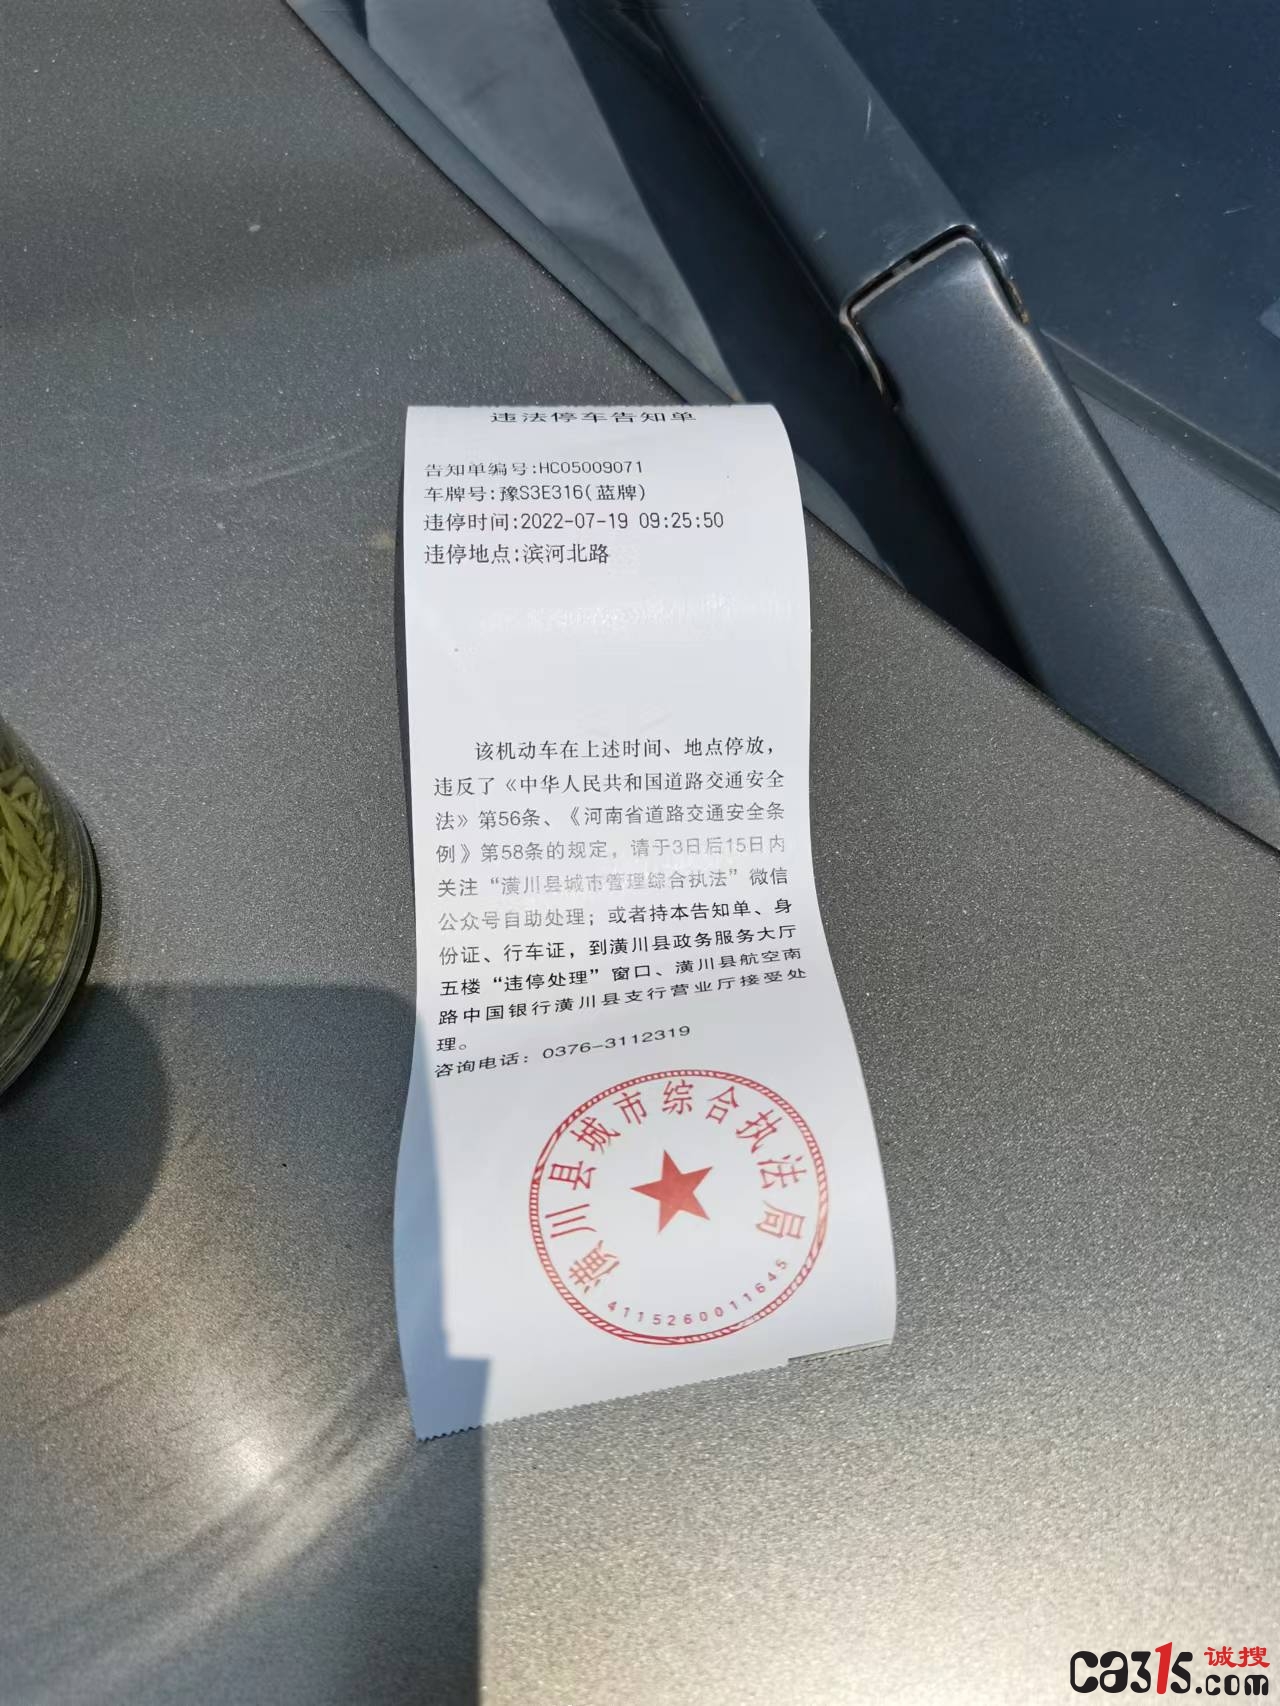 违法停车告知单
告知单编号:HC05009071
车牌号:豫S3E316(蓝牌)
违停时间:2022-07-19 09:25:50
违停地点:滨河北路
该机动车在上述时间、地点停放，
违反了《中华人民共和国道路交通安全
法》第56条、《河南省道路交通安全条
例》第58条的规定，请于3日后15日内
关注“潢川县城市管理综合执法”微信
公众号自助处理；或者持本告知单、身
份证、行车证，到潢川县政务服务大厅
五楼“违停处理”窗口、潢川县航空南
路中国银行潢川县支行营业厅接受处
理。
咨询电话：0376-3112319
潢川县城市综合执法局
4115260011645
ca315诚搜
.com